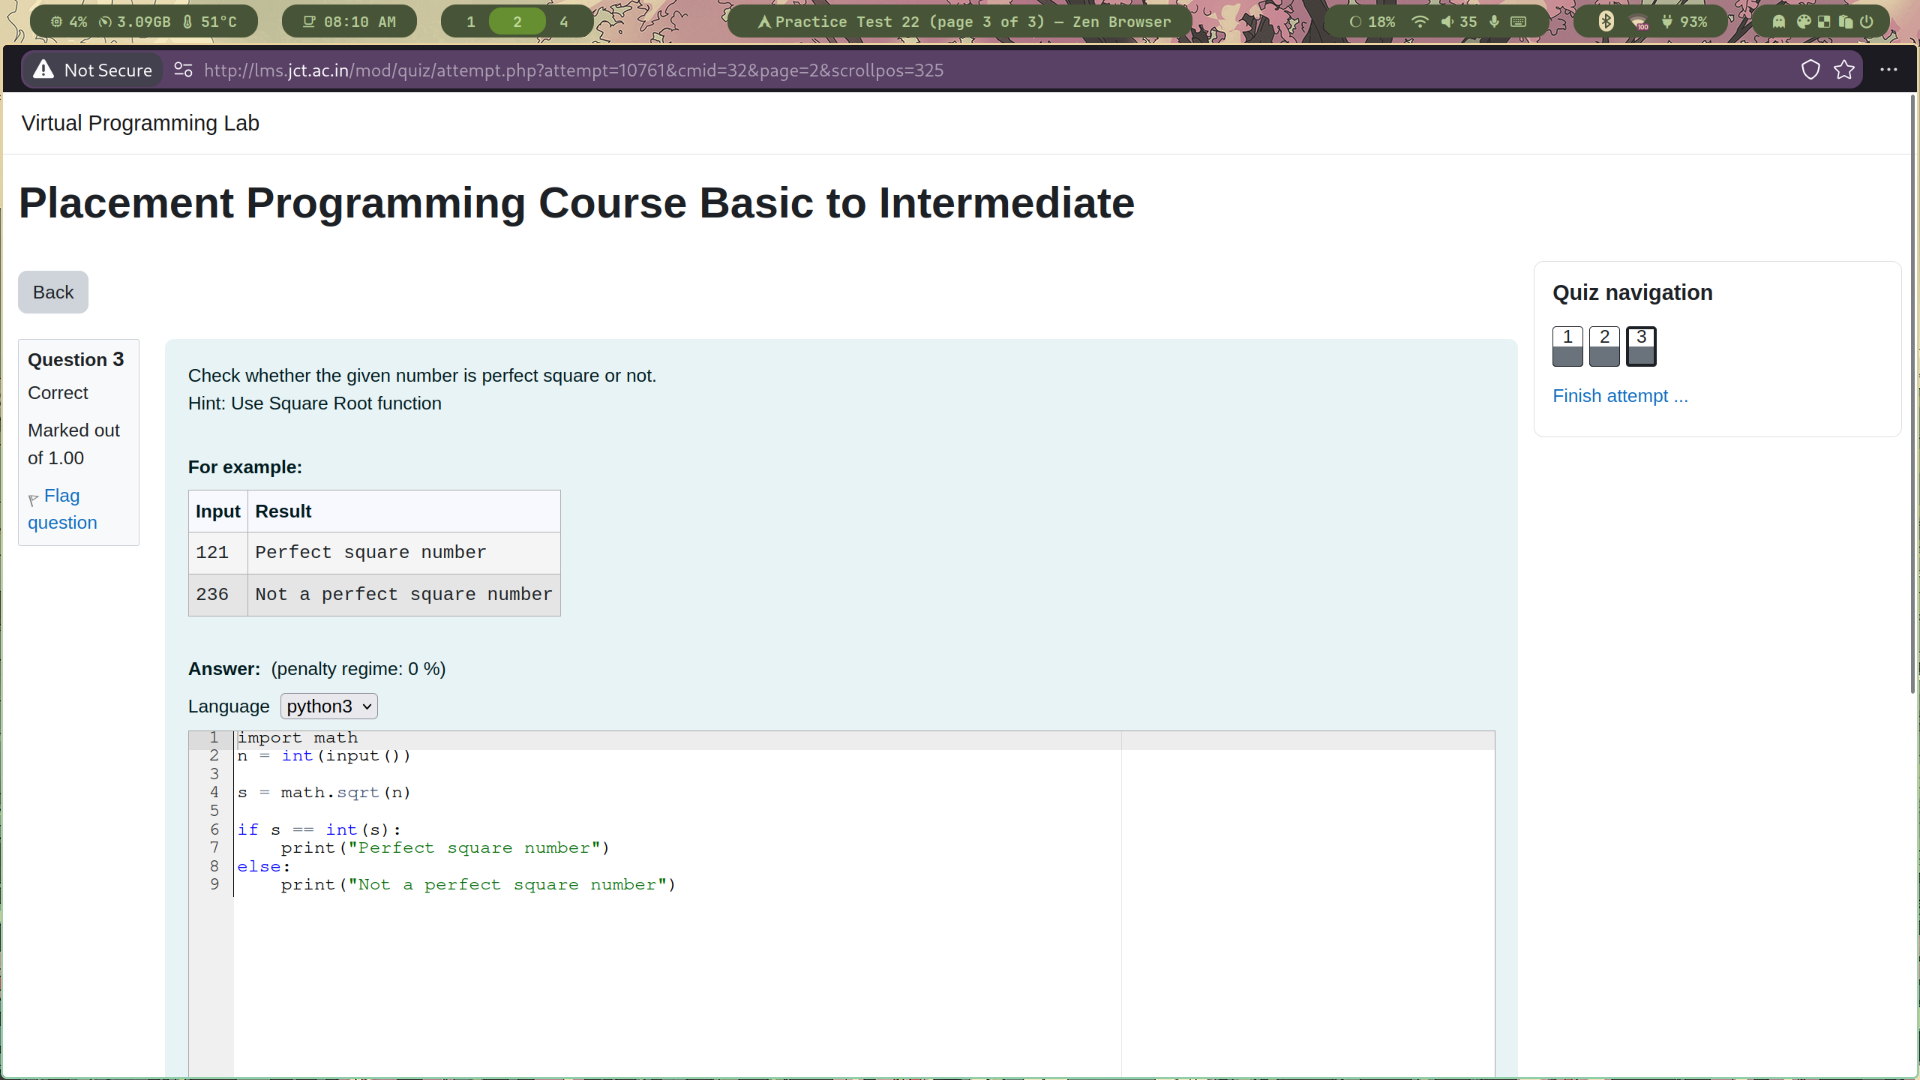 4% 3.09GB 51°C
08:10 AM
1 2 4
Practice Test 22 (page 3 of 3) — Zen Browser
18% 35
100 93%
Not Secure http://lms.jct.ac.in/mod/quiz/attempt.php?attempt=10761&cmid=32&page=2&scrollpos=325
Virtual Programming Lab
Placement Programming Course Basic to Intermediate
Back
Question 3
Correct
Marked out
of 1.00
Flag
question
Check whether the given number is perfect square or not.
Hint: Use Square Root function
For example:
Input Result
121 Perfect square number
236 Not a perfect square number
Answer: (penalty regime: 0 %)
Language python3
1 import math
2 n = int(input())
3
4 s = math.sqrt(n)
5
6 if s == int(s):
7     print("Perfect square number")
8 else:
9     print("Not a perfect square number")
Quiz navigation
1 2 3
Finish attempt ...